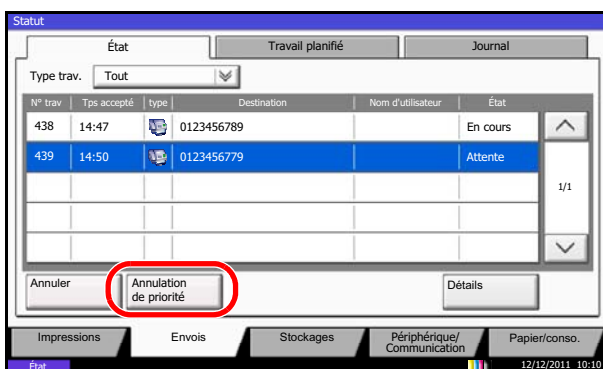 Statut
État Travail planifié Journal
Type trav. Tout
N° trav Tps accepté type Destination Nom d'utilisateur État
438 14:47 0123456789 En cours
439 14:50 0123456779 Attente
1/1
Annuler Annulation de priorité Détails
Impressions Envois Stockages Périphérique/ Communication Papier/conso.
État 12/12/2011 10:10